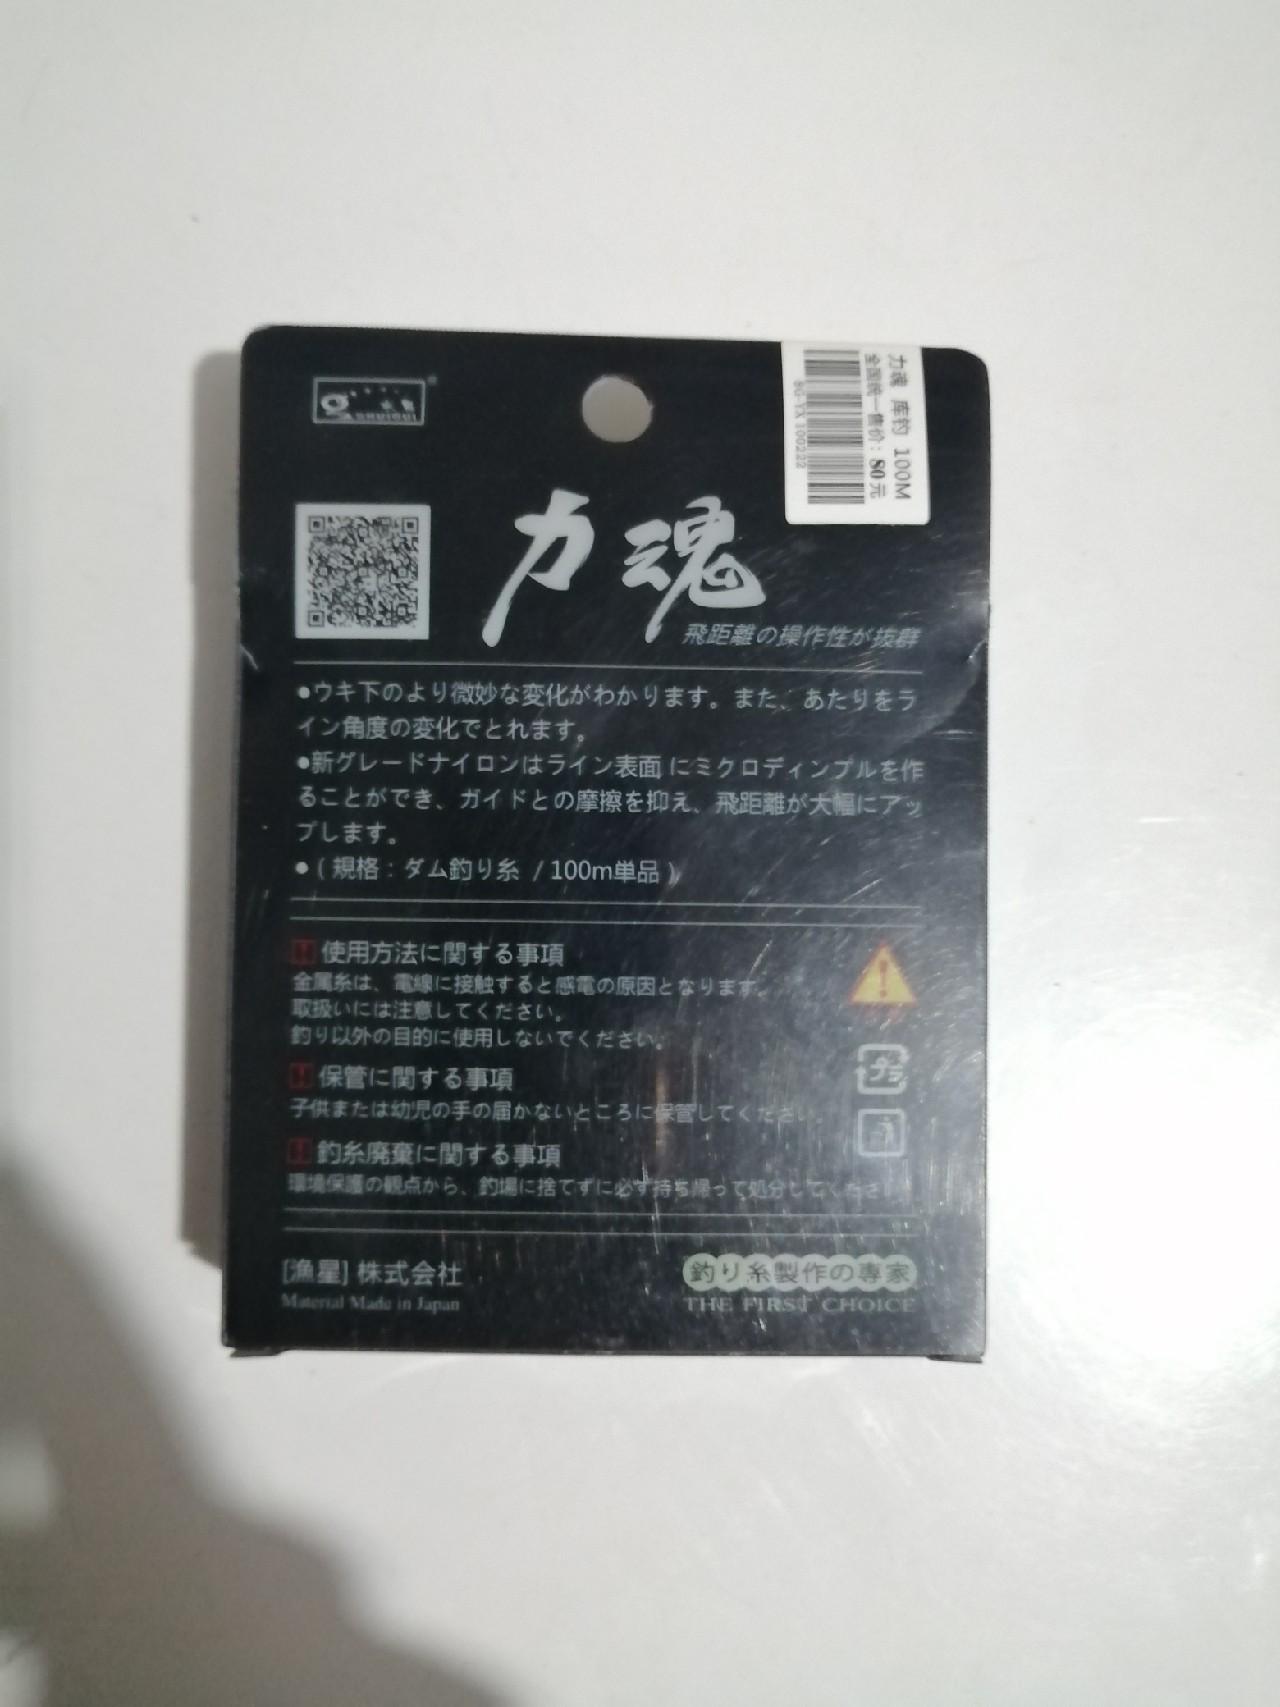 力魂 库钓 100M
全国统一售价: 80元
8G-YX100222
力魂
飛距離の操作性が抜群
●ウキ下のより微妙な変化がわかります。また、あたりをラ
イン角度の変化でとれます。
●新グレードナイロンはライン表面にミクロディンプルを作
ることができ、ガイドとの摩擦を抑え、飛距離が大幅にアッ
プします。
●(規格:ダム釣り糸 /100m単品)
使用方法に関する事項
金属糸は、電線に接触すると感電の原因となります。
取扱いには注意してください。
釣り以外の目的に使用しないでください。
保管に関する事項
子供または幼児の手の届かないところに保管してください。
釣糸廃棄に関する事項
環境保護の観点から、釣場に捨てずに必ず持ち帰って処分してください
プラ
[漁星] 株式会社
Material Made in Japan
釣り糸製作の専家
THE FIRST CHOICE